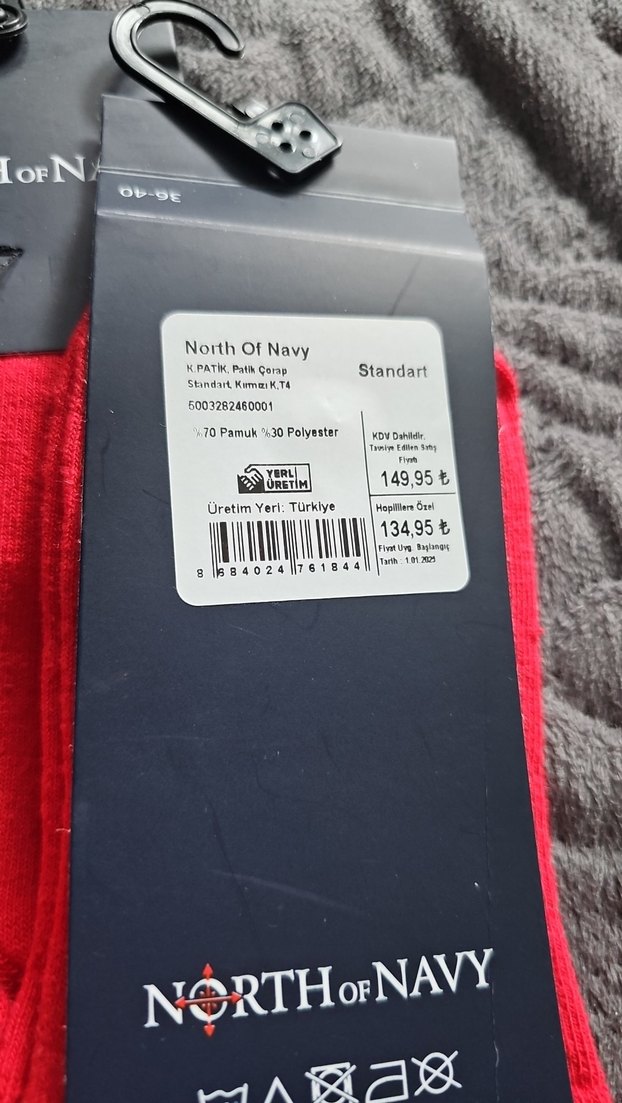 H OF NA
36-40
North Of Navy
K.PATİK, Patik Çorap
Standart, Kırmızı K,T4
Standart
5003282460001
%70 Pamuk %30 Polyester
KDV Dahildir.
Tavsiye Edilen Satış
Fiyatı
149,95 ₺
YERLİ
ÜRETİM
Üretim Yeri: Türkiye
Hopililere Özel
134,95 ₺
Fiyat Uyg. Başlangıç
Tarih : 1.01.2025
8 684024 761844
NORTH OF NAVY